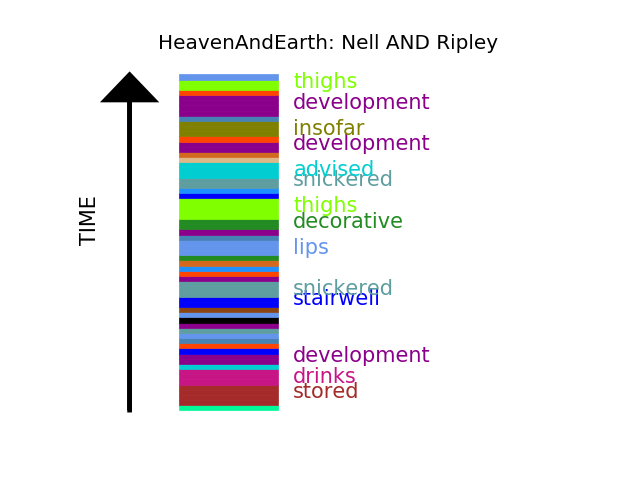 HeavenAndEarth: Nell AND Ripley
thighs
development
insofar
development
advised
snickered
thighs
decorative
TIME
lips
snickered
stairwell
development
drinks
stored